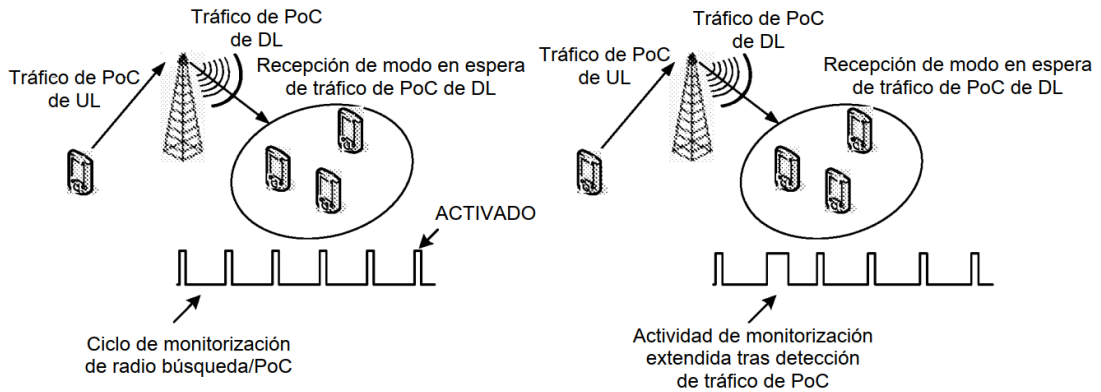 Tráfico de PoC
de DL
Tráfico de PoC
de UL
Recepción de modo en espera
de tráfico de PoC de DL
ACTIVADO
Ciclo de monitorización
de radio búsqueda/PoC
Tráfico de PoC
de DL
Tráfico de PoC
de UL
Recepción de modo en espera
de tráfico de PoC de DL
Actividad de monitorización
extendida tras detección
de tráfico de PoC